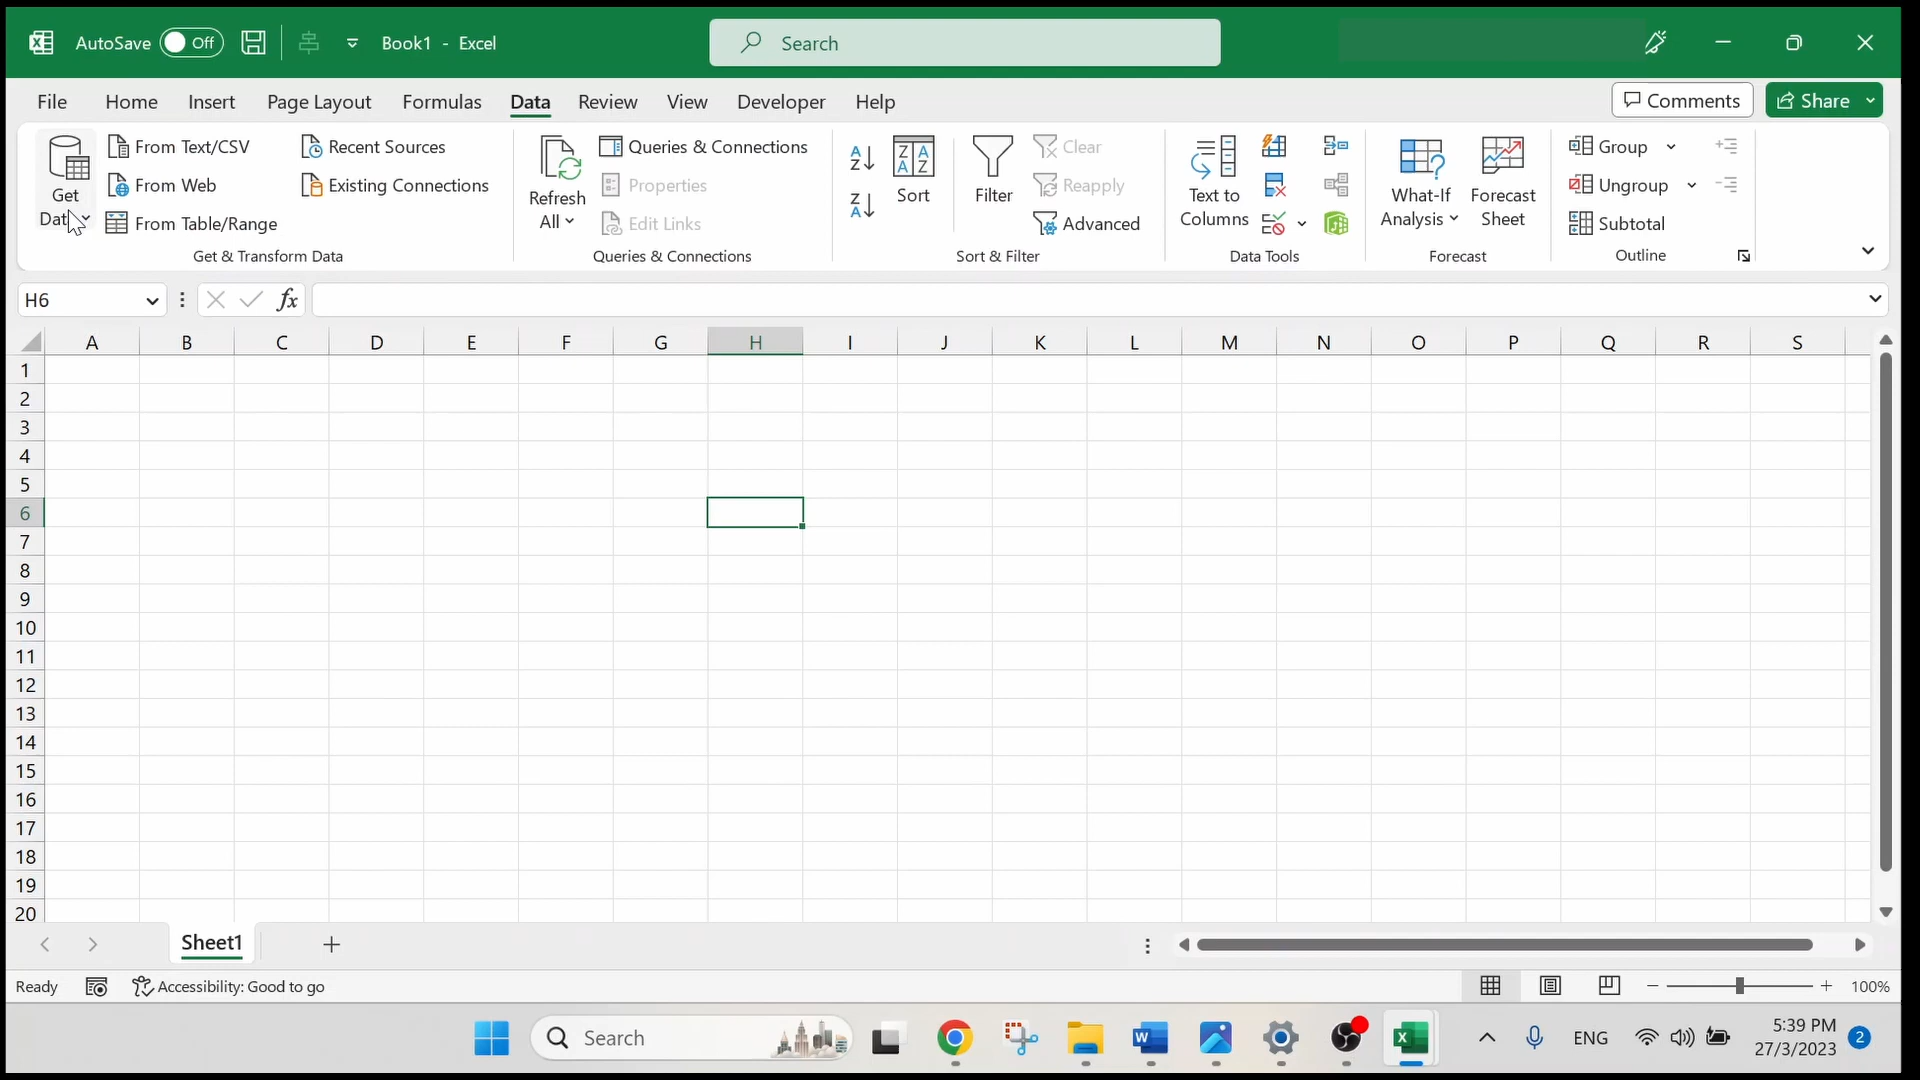 AutoSave Off Book1 - Excel Search
File Home Insert Page Layout Formulas Data Review View Developer Help Comments Share
Get Data
From Text/CSV
From Web
From Table/Range
Recent Sources
Existing Connections
Get & Transform Data
Refresh All
Queries & Connections
Properties
Edit Links
Queries & Connections
Sort
Filter
Clear
Reapply
Advanced
Sort & Filter
Text to Columns
Data Tools
What-If Analysis
Forecast Sheet
Forecast
Group
Ungroup
Subtotal
Outline
H6 fx
A B C D E F G H I J K L M N O P Q R S
1
2
3
4
5
6
7
8
9
10
11
12
13
14
15
16
17
18
19
20
Sheet1
Ready Accessibility: Good to go 100%
Search ENG 5:39 PM 2
27/3/2023